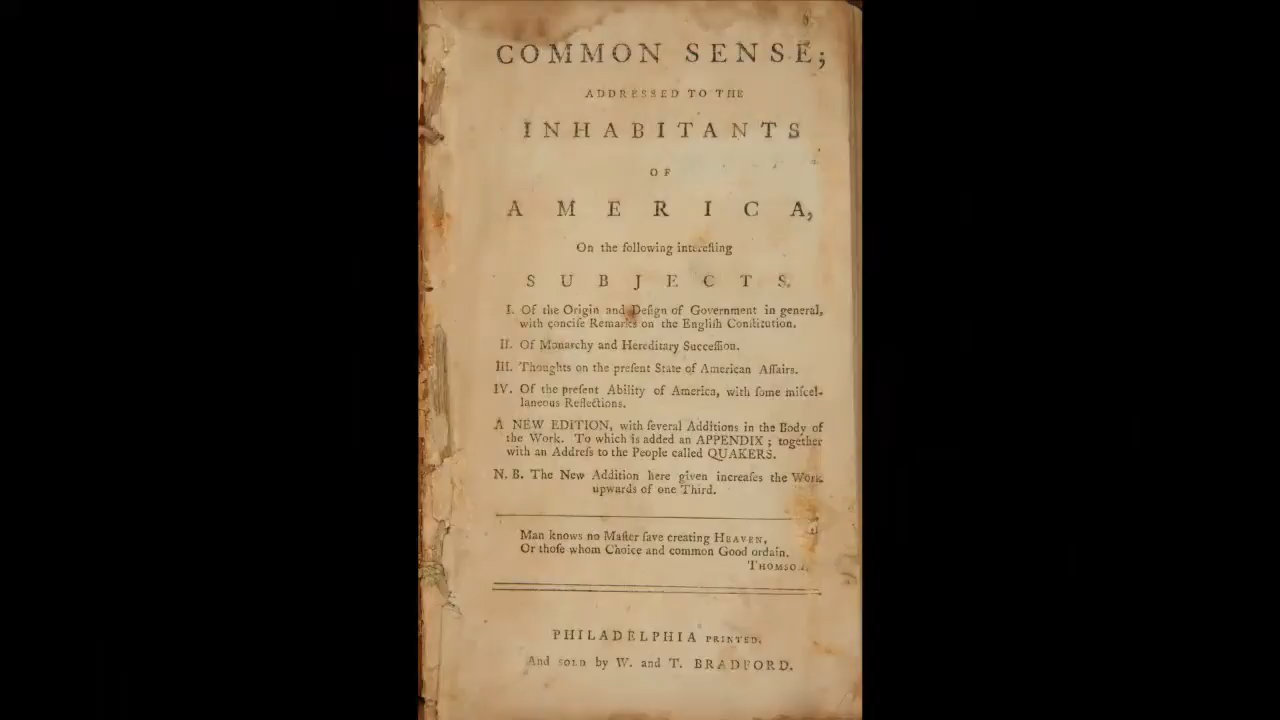 COMMON SENSE;
ADDRESSED TO THE
INHABITANTS
OF
AMERICA,
On the following intereſting
SUBJECTS.
I. Of the Origin and Deſign of Government in general,
with conciſe Remarks on the Engliſh Conſtitution.
II. Of Monarchy and Hereditary Succeſſion.
III. Thoughts on the preſent State of American Affairs.
IV. Of the preſent Ability of America, with ſome miſcel-
laneous Reflections.
A NEW EDITION, with ſeveral Additions in the Body of
the Work. To which is added an APPENDIX; together
with an Addreſs to the People called QUAKERS.
N. B. The New Addition here given increaſes the Work
upwards of one Third.
Man knows no Maſter ſave creating HEAVEN,
Or thoſe whom Choice and common Good ordain.
THOMSON.
PHILADELPHIA PRINTED.
And SOLD by W. and T. BRADFORD.